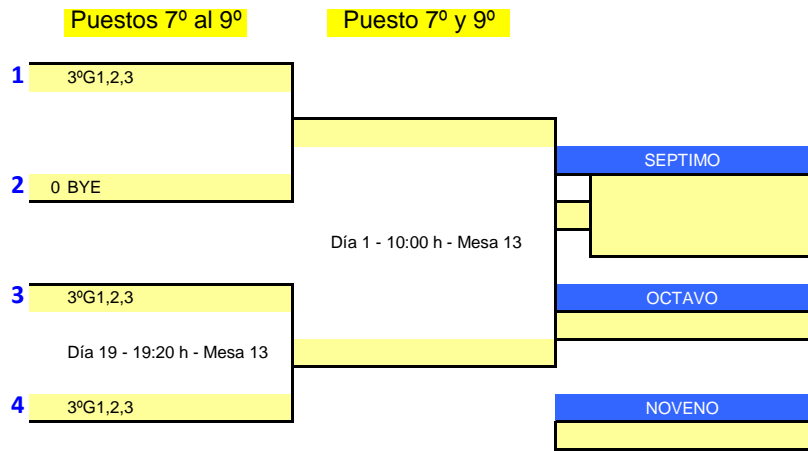 Puestos 7º al 9º
Puesto 7º y 9º
1
3ºG1,2,3
SEPTIMO
2
0 BYE
Día 1 - 10:00 h - Mesa 13
3
3ºG1,2,3
OCTAVO
Día 19 - 19:20 h - Mesa 13
4
3ºG1,2,3
NOVENO